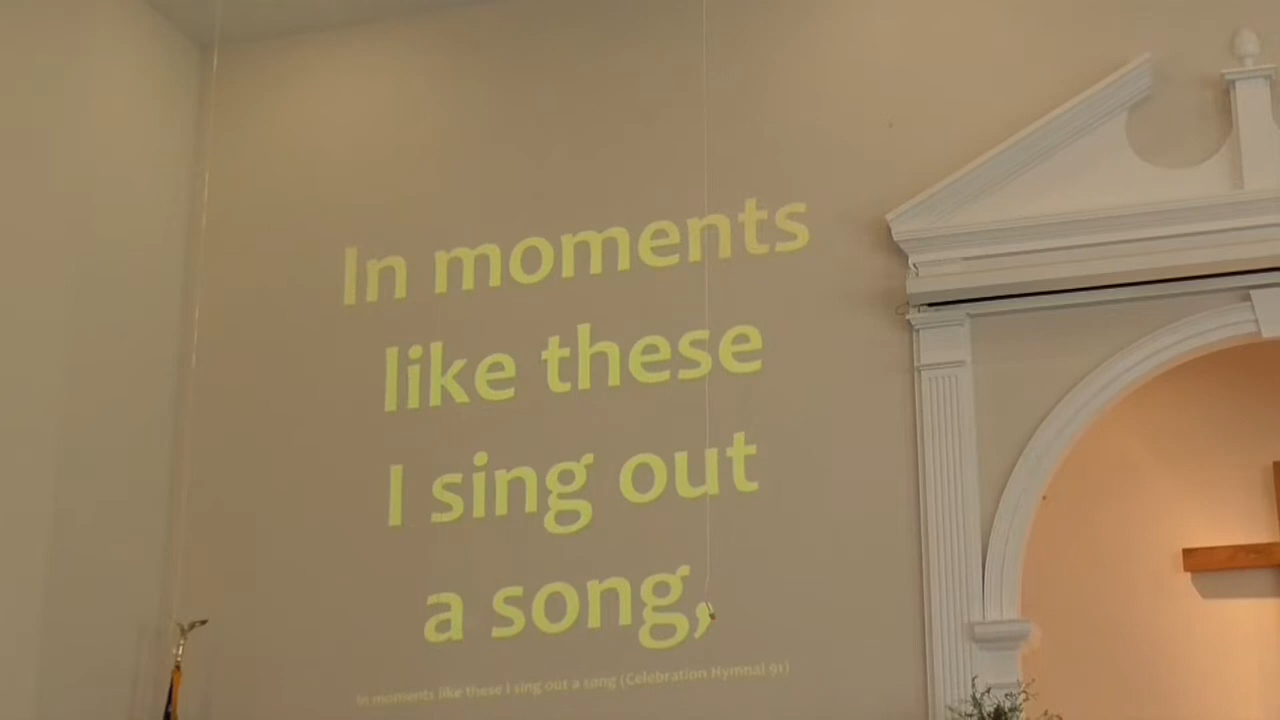 In moments
like these
I sing out
a song,
In moments like these I sing out a song (Celebration Hymnal 91)